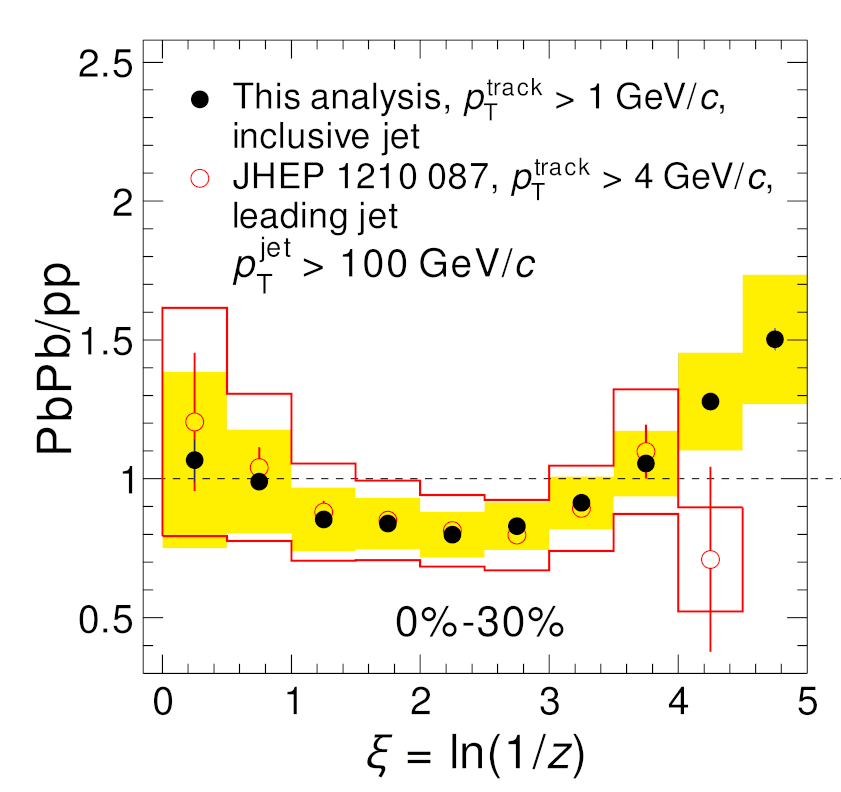 2.5
This analysis, p_T^track > 1 GeV/c,
inclusive jet
JHEP 1210 087, p_T^track > 4 GeV/c,
2
leading jet
p_T^jet > 100 GeV/c
PbPb/pp
1.5
1
0.5
0%-30%
0 1 2 3 4 5
ξ = ln(1/z)